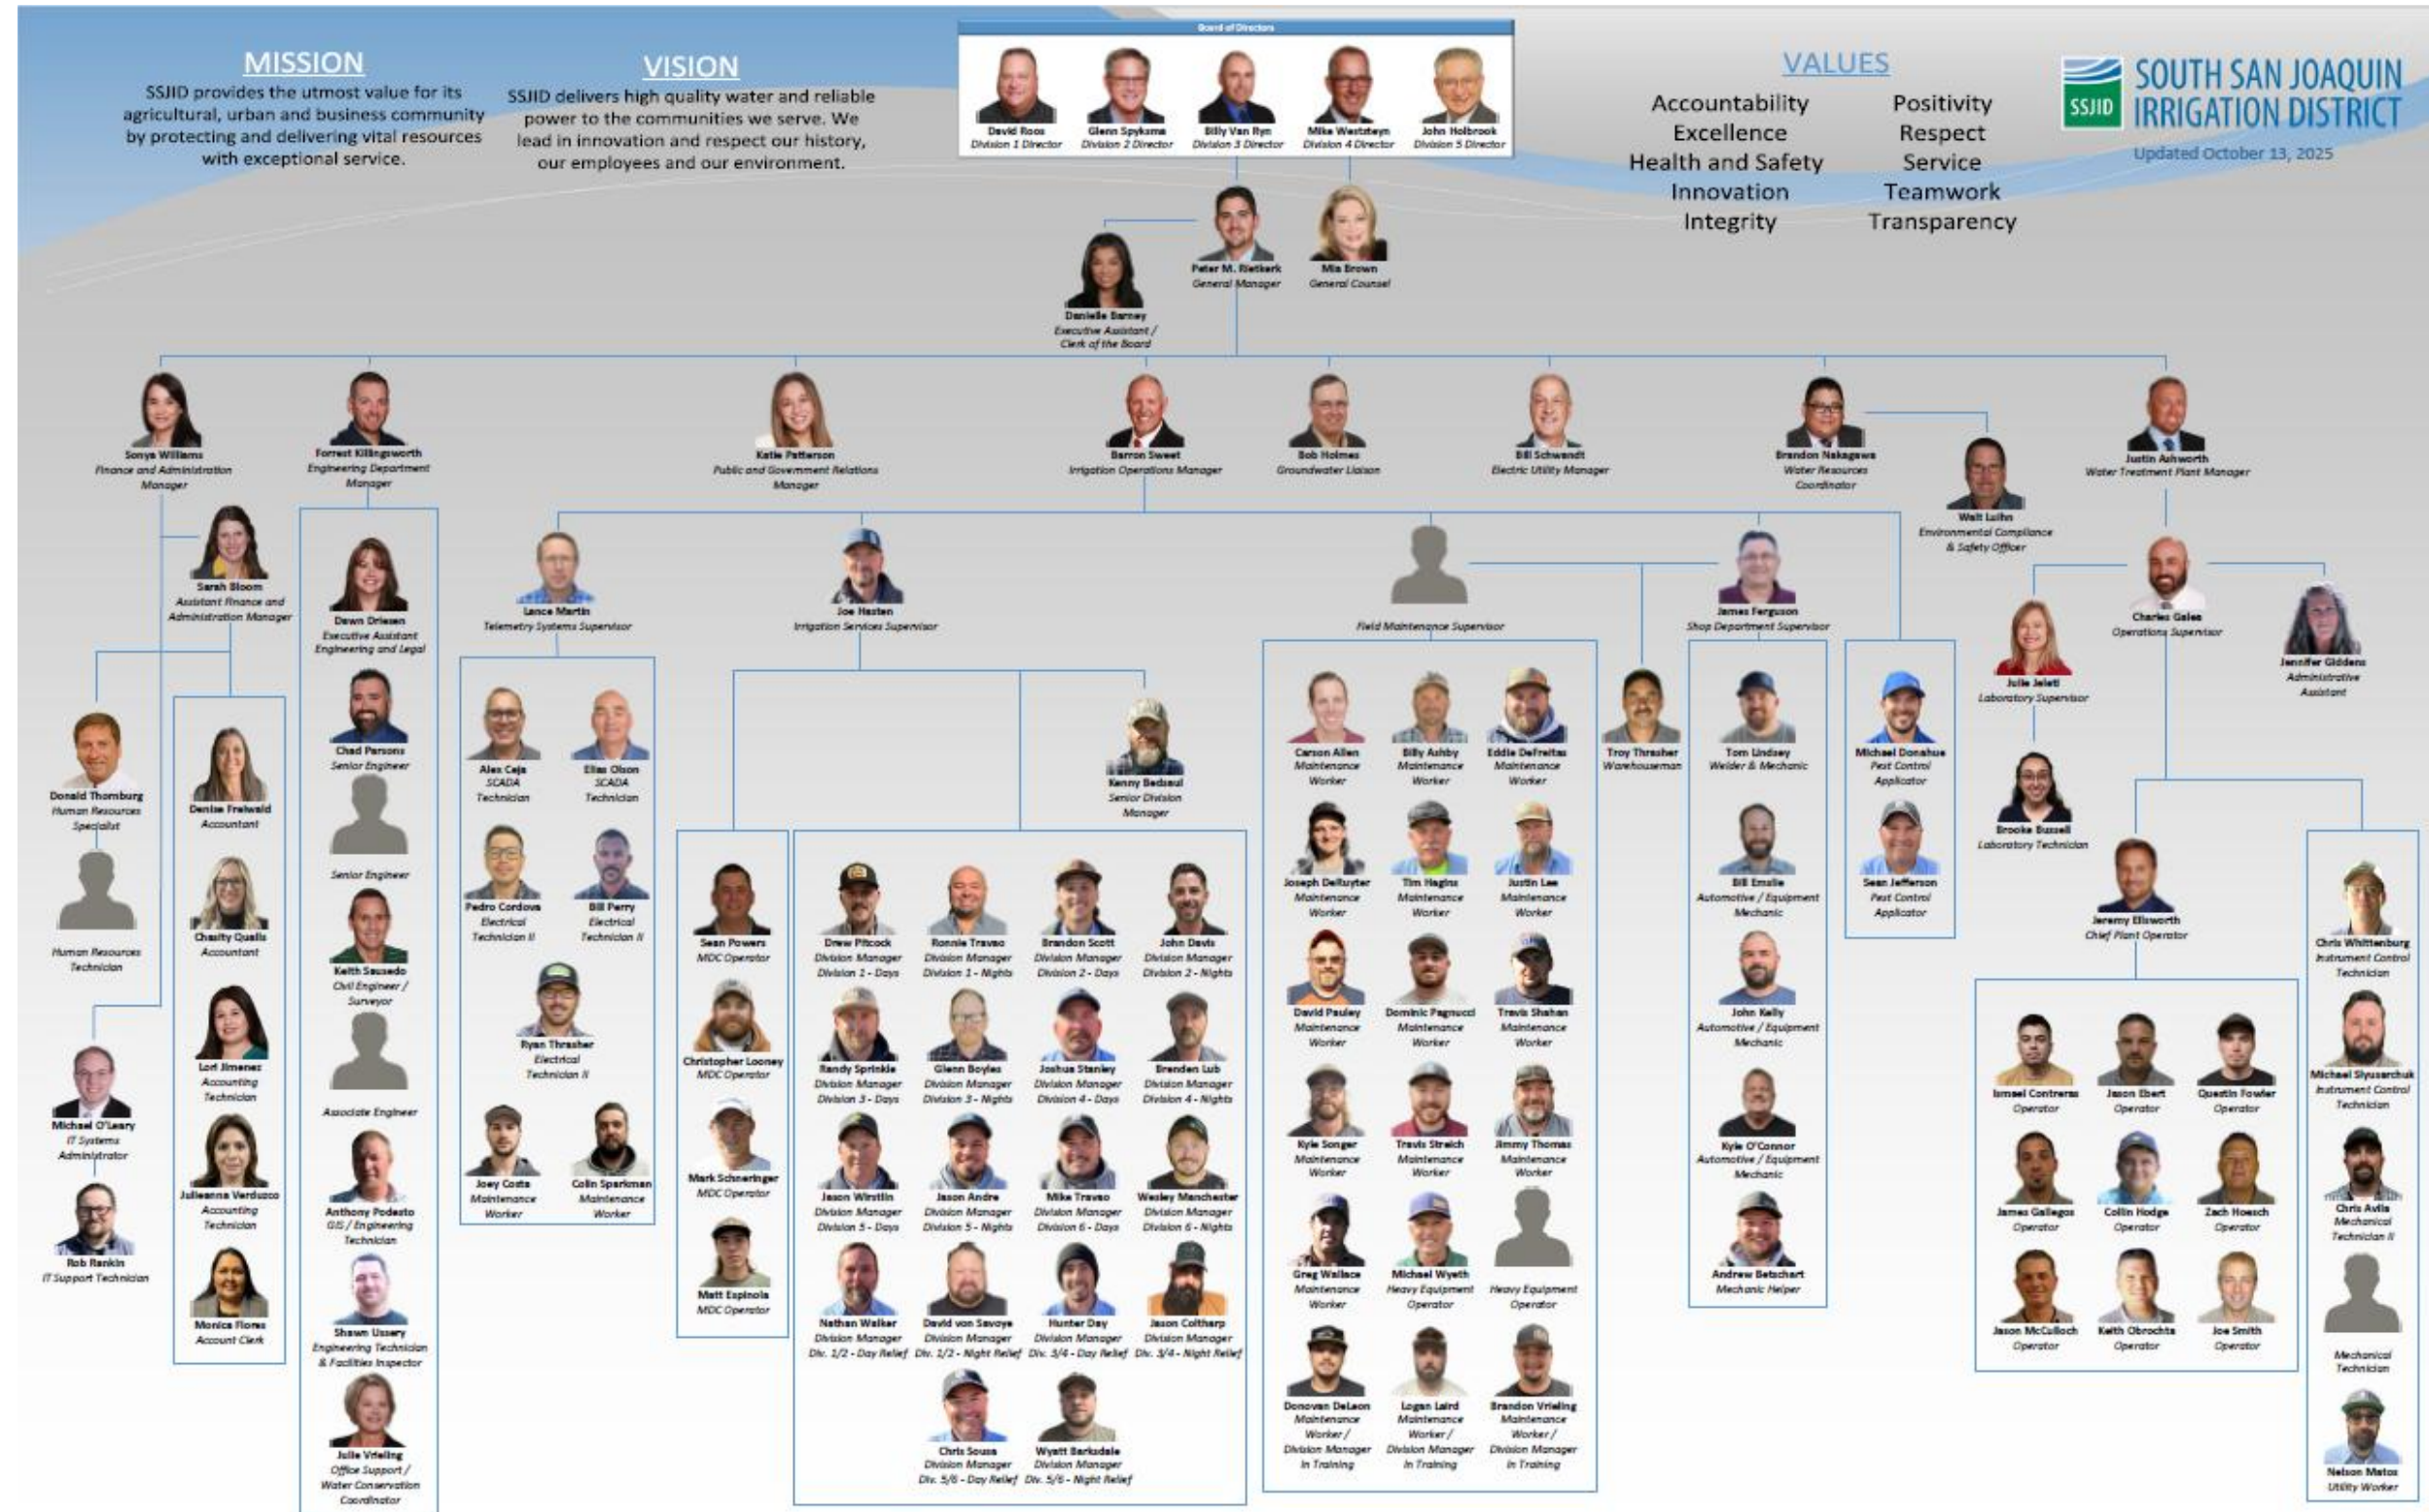 Board of Directors
MISSION
SSJID provides the utmost value for its
agricultural, urban and business community
by protecting and delivering vital resources
with exceptional service.
VISION
SSJID delivers high quality water and reliable
power to the communities we serve. We
lead in innovation and respect our history,
our employees and our environment.
David Roos
Division 1 Director
Glenn Spyksma
Division 2 Director
Billy Van Ryn
Division 3 Director
Mike Weststeyn
Division 4 Director
John Holbrook
Division 5 Director
VALUES
Accountability
Excellence
Health and Safety
Innovation
Integrity
Positivity
Respect
Service
Teamwork
Transparency
SSJID
SOUTH SAN JOAQUIN
IRRIGATION DISTRICT
Updated October 13, 2025
Peter M. Rietkerk
General Manager
Mia Brown
General Counsel
Danielle Barney
Executive Assistant /
Clerk of the Board
Sonya Williams
Finance and Administration
Manager
Forrest Killingsworth
Engineering Department
Manager
Katie Patterson
Public and Government Relations
Manager
Barron Sweet
Irrigation Operations Manager
Bob Holmes
Groundwater Liaison
Bill Schwandt
Electric Utility Manager
Brandon Nakagawa
Water Resources
Coordinator
Walt Luihn
Environmental Compliance
& Safety Officer
Justin Ashworth
Water Treatment Plant Manager
Sarah Bloom
Assistant Finance and
Administration Manager
Donald Thornburg
Human Resources
Specialist
Human Resources
Technician
Michael O'Leary
IT Systems
Administrator
Rob Rankin
IT Support Technician
Denise Freiwald
Accountant
Chasity Qualls
Accountant
Lori Jimenez
Accounting
Technician
Julieanna Verduzco
Accounting
Technician
Monica Flores
Account Clerk
Dawn Driesen
Executive Assistant
Engineering and Legal
Chad Parsons
Senior Engineer
Senior Engineer
Keith Sausedo
Civil Engineer /
Surveyor
Associate Engineer
Anthony Podesto
GIS / Engineering
Technician
Shawn Ussery
Engineering Technician
& Facilities Inspector
Julie Vrieling
Office Support /
Water Conservation
Coordinator
Lance Martin
Telemetry Systems Supervisor
Alex Ceja
SCADA
Technician
Elias Olson
SCADA
Technician
Pedro Cordova
Electrical
Technician II
Bill Perry
Electrical
Technician II
Ryan Thrasher
Electrical
Technician II
Joey Costa
Maintenance
Worker
Colin Sparkman
Maintenance
Worker
Joe Hasten
Irrigation Services Supervisor
Kenny Bedsaul
Senior Division
Manager
Sean Powers
MDC Operator
Christopher Looney
MDC Operator
Mark Schneringer
MDC Operator
Matt Espinola
MDC Operator
Drew Pitcock
Division Manager
Division 1 - Days
Ronnie Travao
Division Manager
Division 1 - Nights
Brandon Scott
Division Manager
Division 2 - Days
John Davis
Division Manager
Division 2 - Nights
Randy Sprinkle
Division Manager
Division 3 - Days
Glenn Boyles
Division Manager
Division 3 - Nights
Joshua Stanley
Division Manager
Division 4 - Days
Brenden Lub
Division Manager
Division 4 - Nights
Jason Wirstlin
Division Manager
Division 5 - Days
Jason Andre
Division Manager
Division 5 - Nights
Mike Travao
Division Manager
Division 6 - Days
Wesley Manchester
Division Manager
Division 6 - Nights
Nathan Walker
Division Manager
Div. 1/2 - Day Relief
David von Savoye
Division Manager
Div. 1/2 - Night Relief
Hunter Day
Division Manager
Div. 3/4 - Day Relief
Jason Coltharp
Division Manager
Div. 3/4 - Night Relief
Chris Sousa
Division Manager
Div. 5/6 - Day Relief
Wyatt Barksdale
Division Manager
Div. 5/6 - Night Relief
Field Maintenance Supervisor
Carson Allen
Maintenance
Worker
Billy Ashby
Maintenance
Worker
Eddie DeFreitas
Maintenance
Worker
Joseph DeRuyter
Maintenance
Worker
Tim Hagins
Maintenance
Worker
Justin Lee
Maintenance
Worker
David Pauley
Maintenance
Worker
Dominic Pagnucci
Maintenance
Worker
Travis Shahan
Maintenance
Worker
Kyle Songer
Maintenance
Worker
Travis Streich
Maintenance
Worker
Jimmy Thomas
Maintenance
Worker
Greg Wallace
Maintenance
Worker
Michael Wyeth
Heavy Equipment
Operator
Heavy Equipment
Operator
Donovan DeLeon
Maintenance
Worker /
Division Manager
In Training
Logan Laird
Maintenance
Worker /
Division Manager
In Training
Brandon Vrieling
Maintenance
Worker /
Division Manager
In Training
Troy Thrasher
Warehouseman
James Ferguson
Shop Department Supervisor
Tom Lindsey
Welder & Mechanic
Bill Emslie
Automotive / Equipment
Mechanic
John Kelly
Automotive / Equipment
Mechanic
Kyle O'Connor
Automotive / Equipment
Mechanic
Andrew Betschart
Mechanic Helper
Michael Donahue
Pest Control
Applicator
Sean Jefferson
Pest Control
Applicator
Charles Galea
Operations Supervisor
Julie Jeleti
Laboratory Supervisor
Brooke Bussell
Laboratory Technician
Jennifer Giddens
Administrative
Assistant
Jeremy Ellsworth
Chief Plant Operator
Ismael Contreras
Operator
Jason Ebert
Operator
Questin Fowler
Operator
James Gallegos
Operator
Collin Hodge
Operator
Zach Hoesch
Operator
Jason McCulloch
Operator
Keith Obrochta
Operator
Joe Smith
Operator
Chris Whittenburg
Instrument Control
Technician
Michael Slyusarchuk
Instrument Control
Technician
Chris Avila
Mechanical
Technician II
Mechanical
Technician
Nelson Matos
Utility Worker